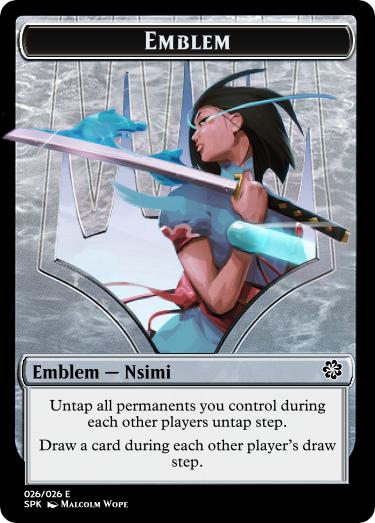 Emblem
Emblem — Nsimi
Untap all permanents you control during
each other players untap step.
Draw a card during each other player's draw
step.
026/026 E
SPK Malcolm Wope